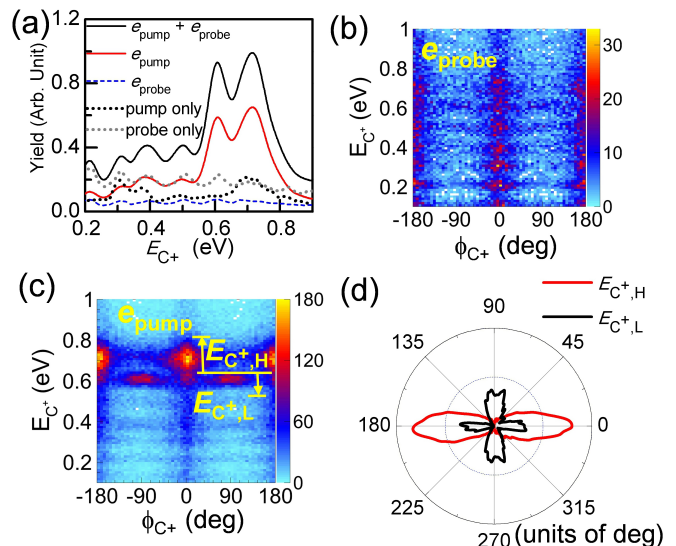 (a)
1.2
0.8
0.4
0.0
Yield (Arb. Unit)
e_pump + e_probe
e_pump
e_probe
pump only
probe only
0.2 0.4 0.6 0.8
E_C+ (eV)
(b)
e_probe
1
0.8
0.6
0.4
0.2
E_C+ (eV)
-180 -90 0 90 180
ϕ_C+ (deg)
30
20
10
0
(c)
e_pump
E_C+,H
E_C+,L
1
0.8
0.6
0.4
0.2
E_C+ (eV)
-180 -90 0 90 180
ϕ_C+ (deg)
180
120
60
0
(d)
E_C+,H
E_C+,L
90
135 45
180 0
225 315
270 (units of deg)